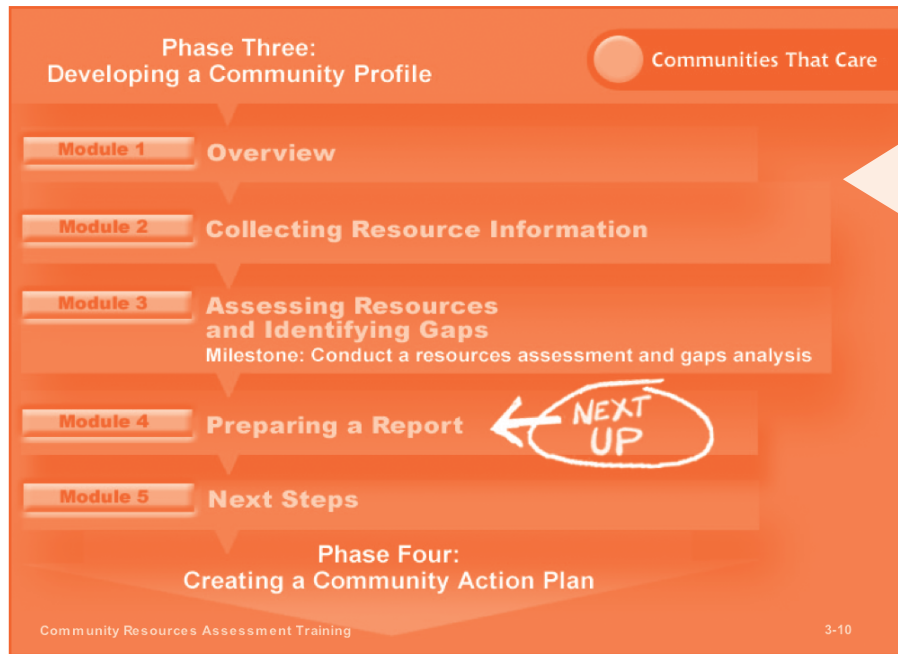 Phase Three:
Developing a Community Profile
Communities That Care
Module 1
Overview
Module 2
Collecting Resource Information
Module 3
Assessing Resources
and Identifying Gaps
Milestone: Conduct a resources assessment and gaps analysis
Module 4
Preparing a Report
NEXT
UP
Module 5
Next Steps
Phase Four:
Creating a Community Action Plan
Community Resources Assessment Training
3-10